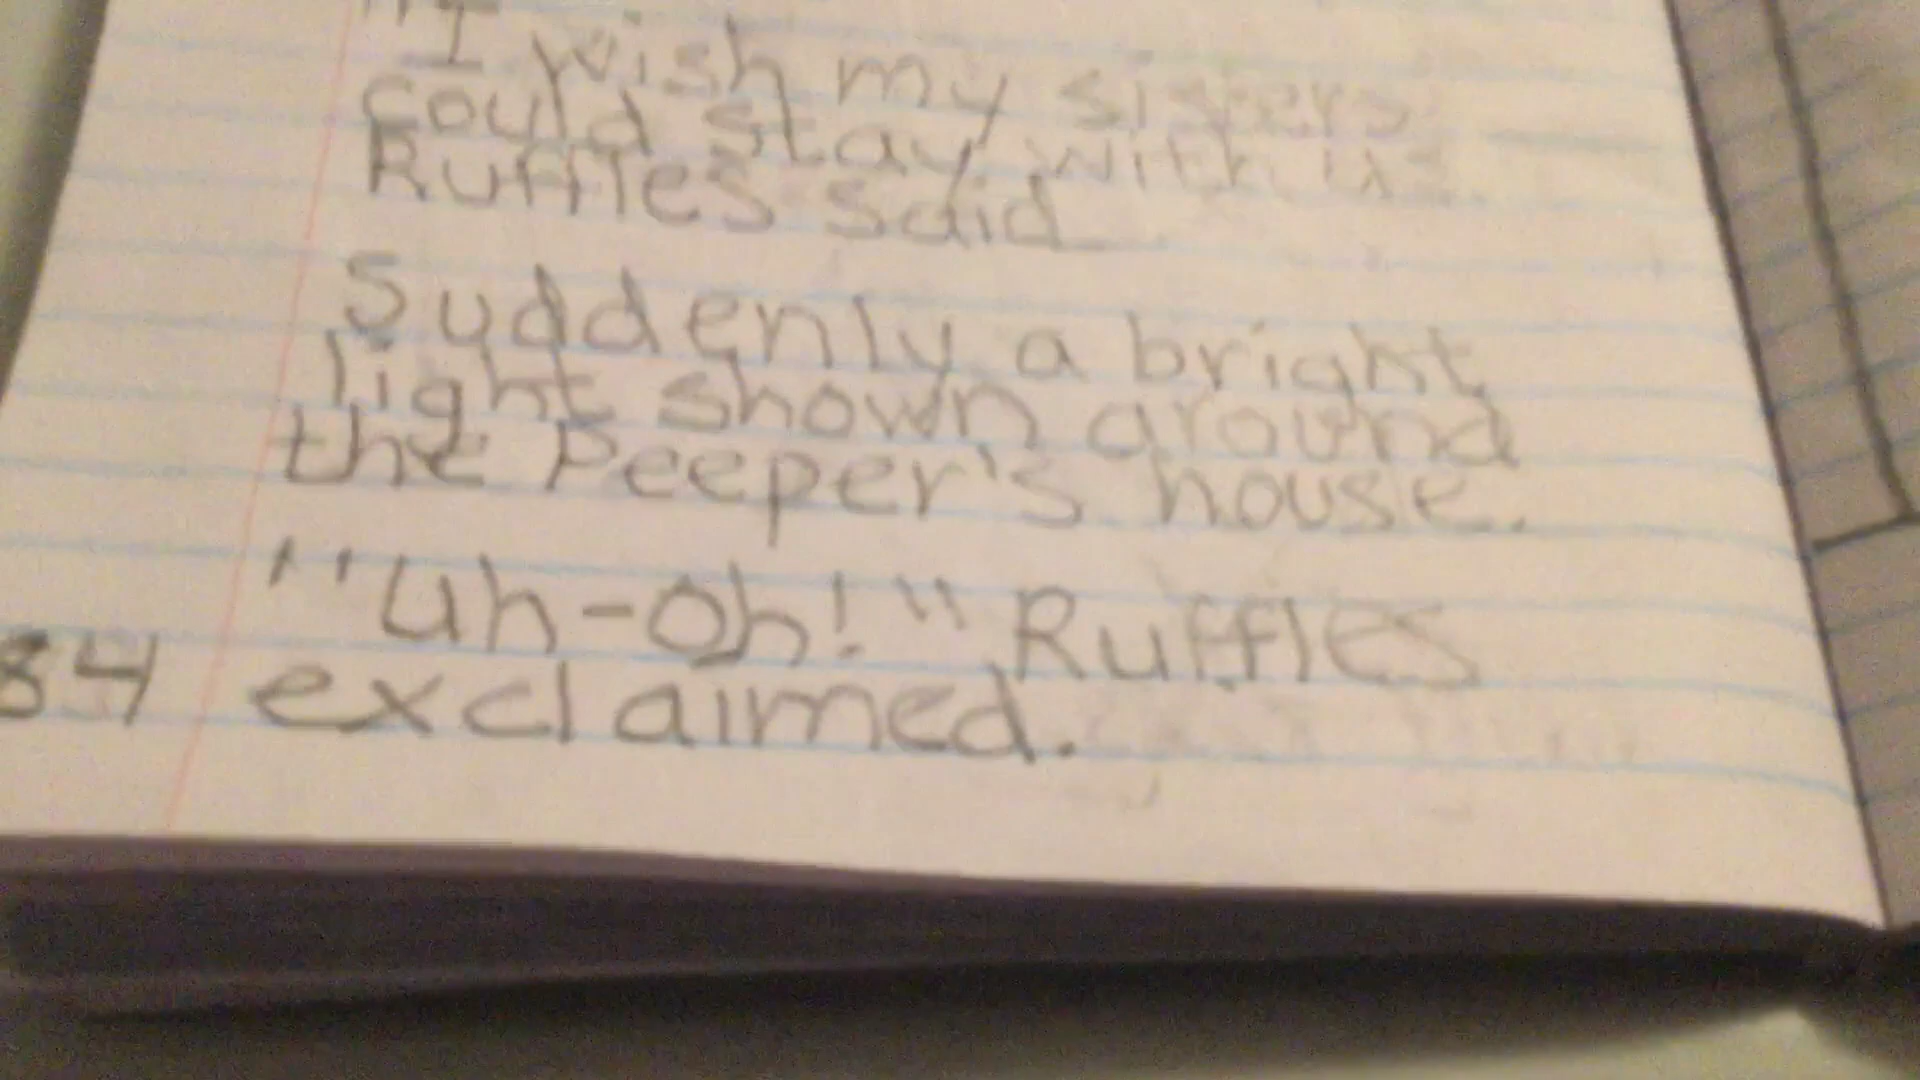 "I wish my sisters
could stay with us
Ruffles said
Suddenly a bright
light shown around
the Peeper's house.
"Uh-Oh!" Ruffles
34 exclaimed.